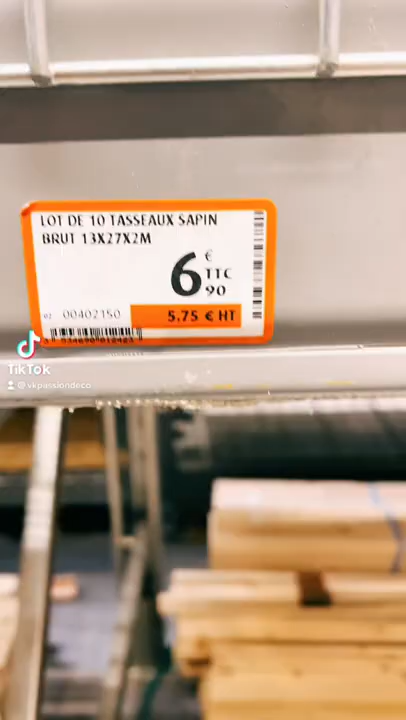 LOT DE 10 TASSEAUX SAPIN
BRUT 13X27X2M
6 € TTC 90
00402150
5.75 € HT
TikTok
@vkpassiondeco